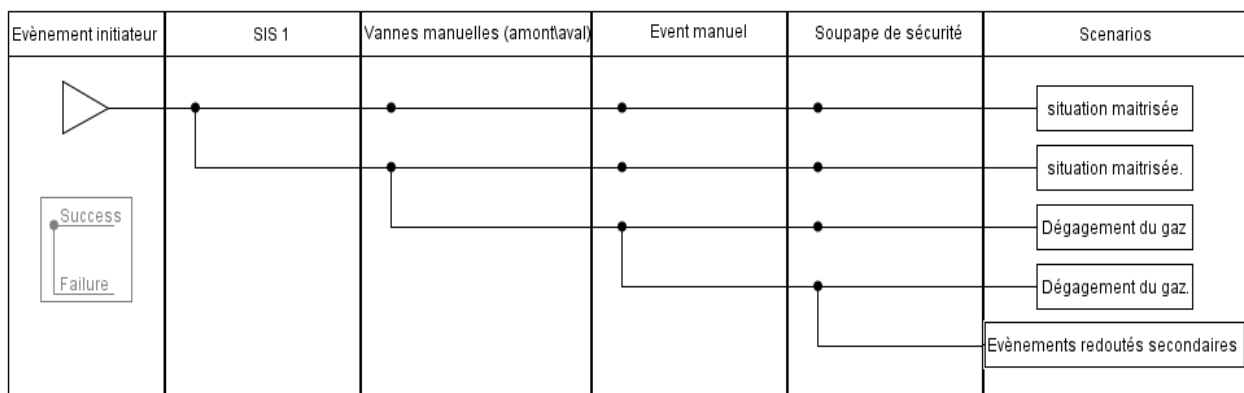 Evènement initiateur
SIS 1
Vannes manuelles (amont\aval)
Event manuel
Soupape de sécurité
Scenarios
situation maitrisée
situation maitrisée.
Success
Dégagement du gaz
Failure
Dégagement du gaz.
Evènements redoutés secondaires